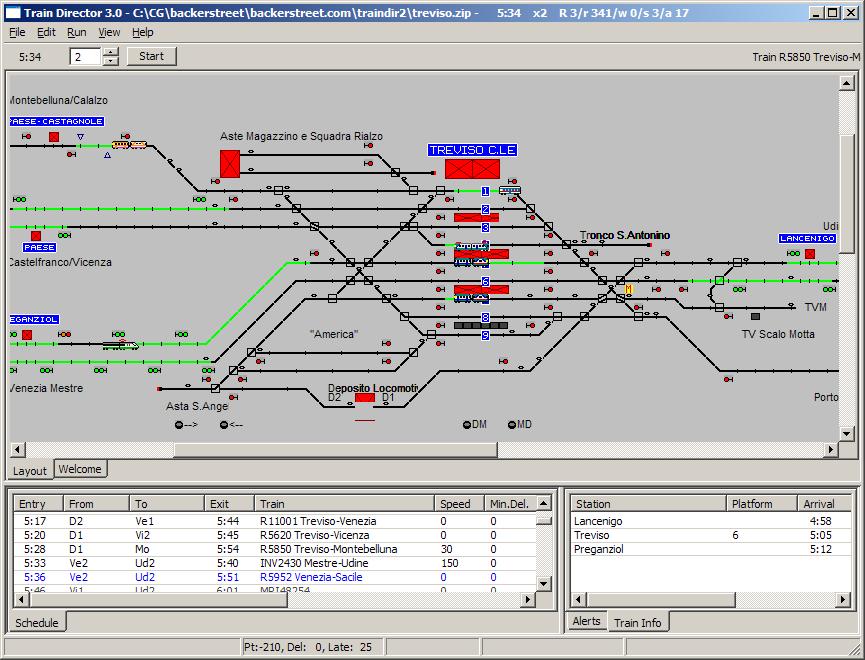 Train Director 3.0 - C:\CG\backerstreet\backerstreet.com\traindir2\treviso.zip - 5:34 x2 R 3/r 341/w 0/s 3/a 17
File Edit Run View Help
5:34 2 Start Train R5850 Treviso-M
Montebelluna/Calalzo
PAESE-CASTAGNOLE
Aste Magazzino e Squadra Rialzo
TREVISO C.LE
1
2
3
Tronco S.Antonino
Udi
LANCENIGO
PAESE
Castelfranco/Vicenza
6
M
TVM
EGANZIOL
8
"America"
9
TV Scalo Motta
Venezia Mestre
Deposito Locomotiv
D2 D1
Porto
Asta S.Angel
--> <-- DM MD
Layout Welcome
Entry From To Exit Train Speed Min.Del.
5:17 D2 Ve1 5:44 R11001 Treviso-Venezia 0 0
5:20 D1 Vi2 5:45 R5620 Treviso-Vicenza 0 0
5:28 D1 Mo 5:54 R5850 Treviso-Montebelluna 30 0
5:33 Ve2 Ud2 5:40 INV2430 Mestre-Udine 150 0
5:36 Ve2 Ud2 5:51 R5952 Venezia-Sacile 0 0
5:46 Vi1 Ud2 6:01 MRI48254 0 0
Schedule
Station Platform Arrival
Lancenigo 4:58
Treviso 6 5:05
Preganziol 5:12
Alerts Train Info
Pt:-210, Del: 0, Late: 25